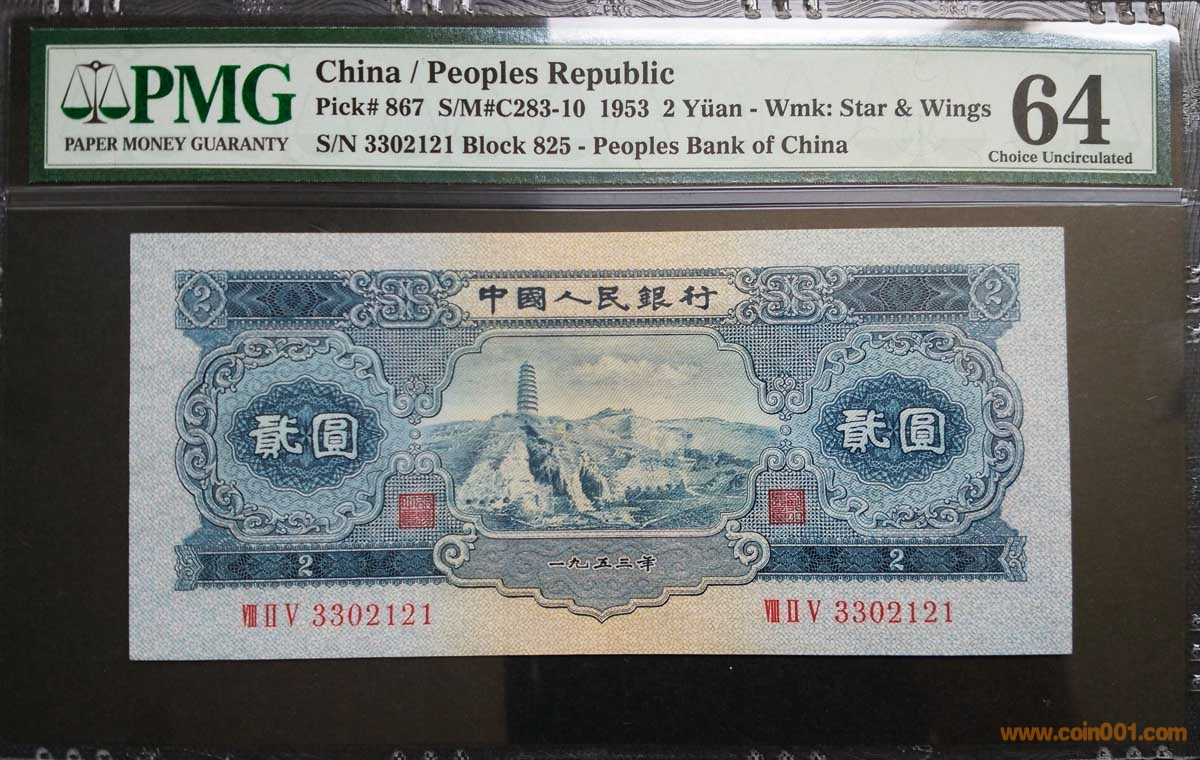 PMG
PAPER MONEY GUARANTY
China / Peoples Republic
Pick# 867 S/M#C283-10 1953 2 Yüan - Wmk: Star & Wings
S/N 3302121 Block 825 - Peoples Bank of China
64
Choice Uncirculated
2
中國人民銀行
2
貳圓
貳圓
2
一九五三年
2
VIII II V 3302121
VIII II V 3302121
www.coin001.com